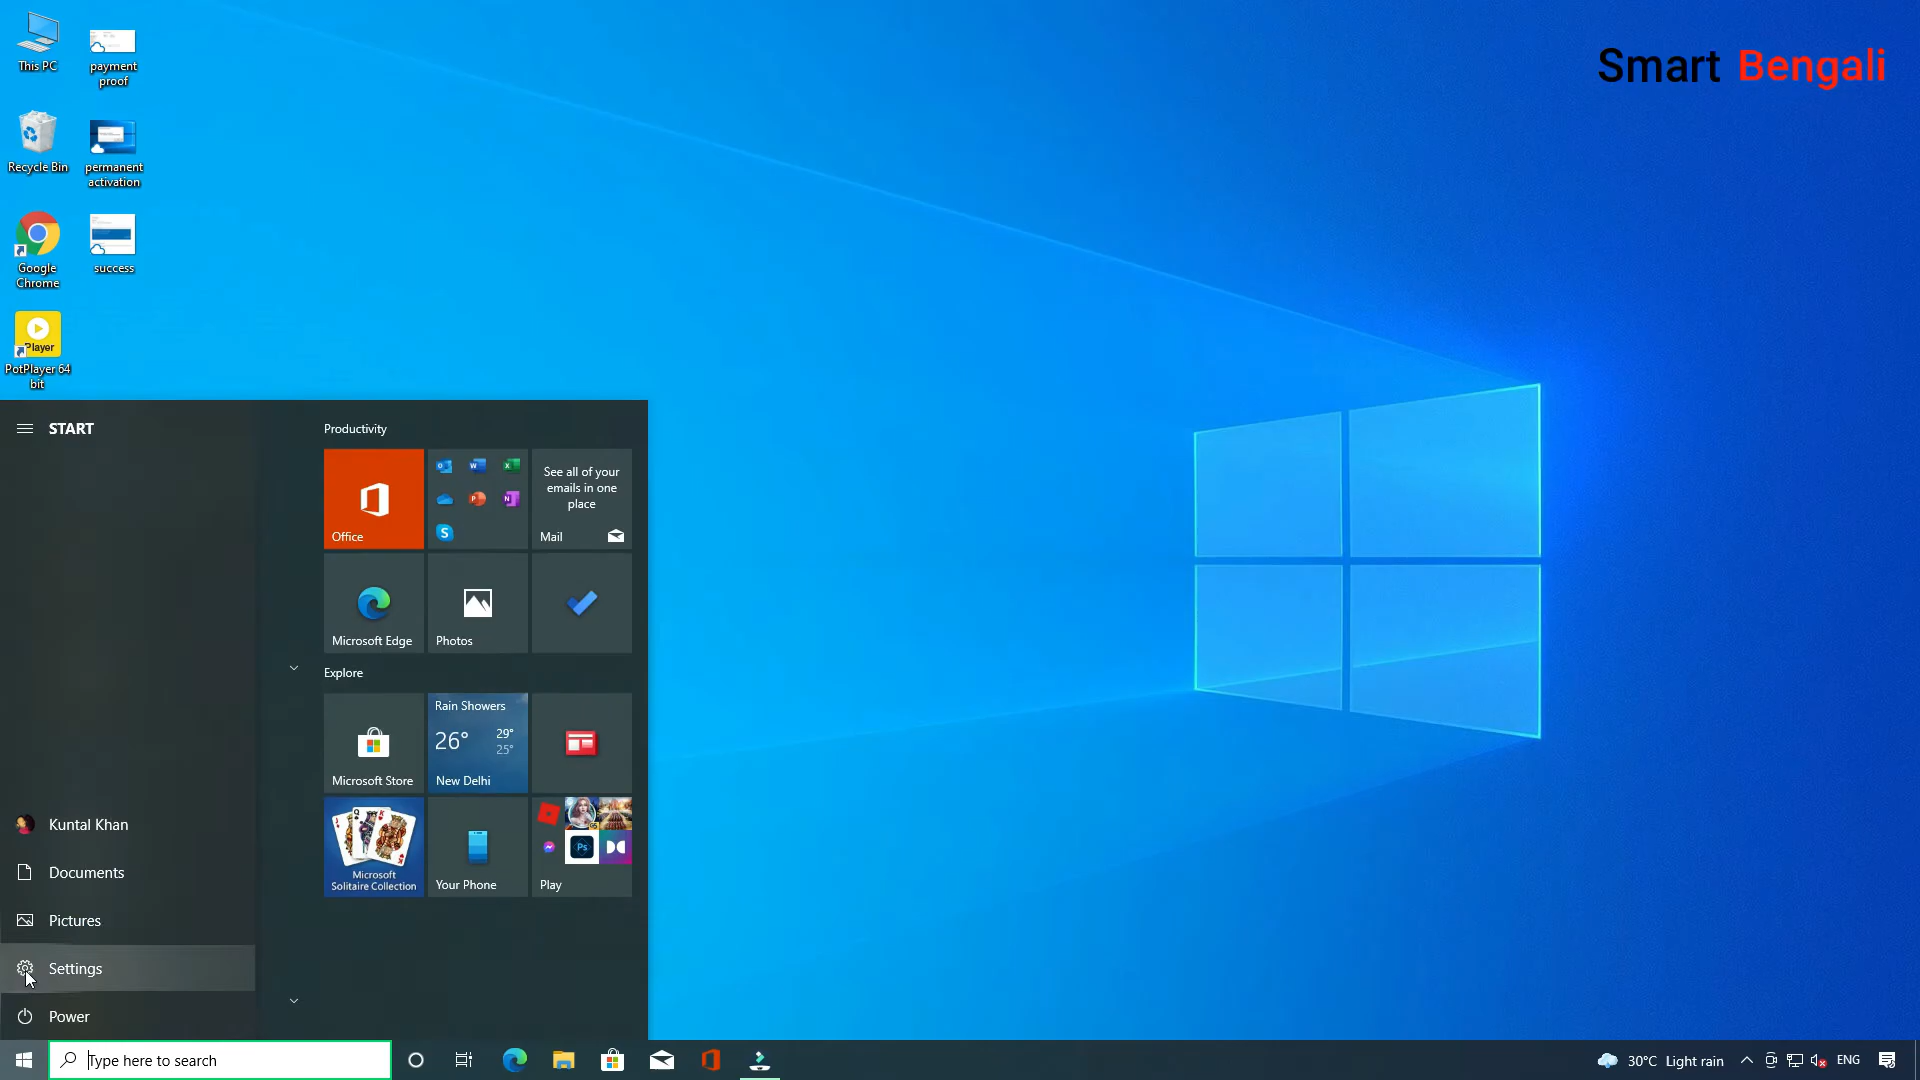 This PC
payment
proof
Smart Bengali
Recycle Bin
permanent
activation
Google
Chrome
success
Player
PotPlayer 64
bit
START
Productivity
Office
See all of your
emails in one
place
Mail
Microsoft Edge
Photos
Explore
Microsoft Store
Rain Showers
26°
29°
25°
New Delhi
Microsoft
Solitaire Collection
Your Phone
Ps
Play
Kuntal Khan
Documents
Pictures
Settings
Power
Type here to search
30°C Light rain
ENG